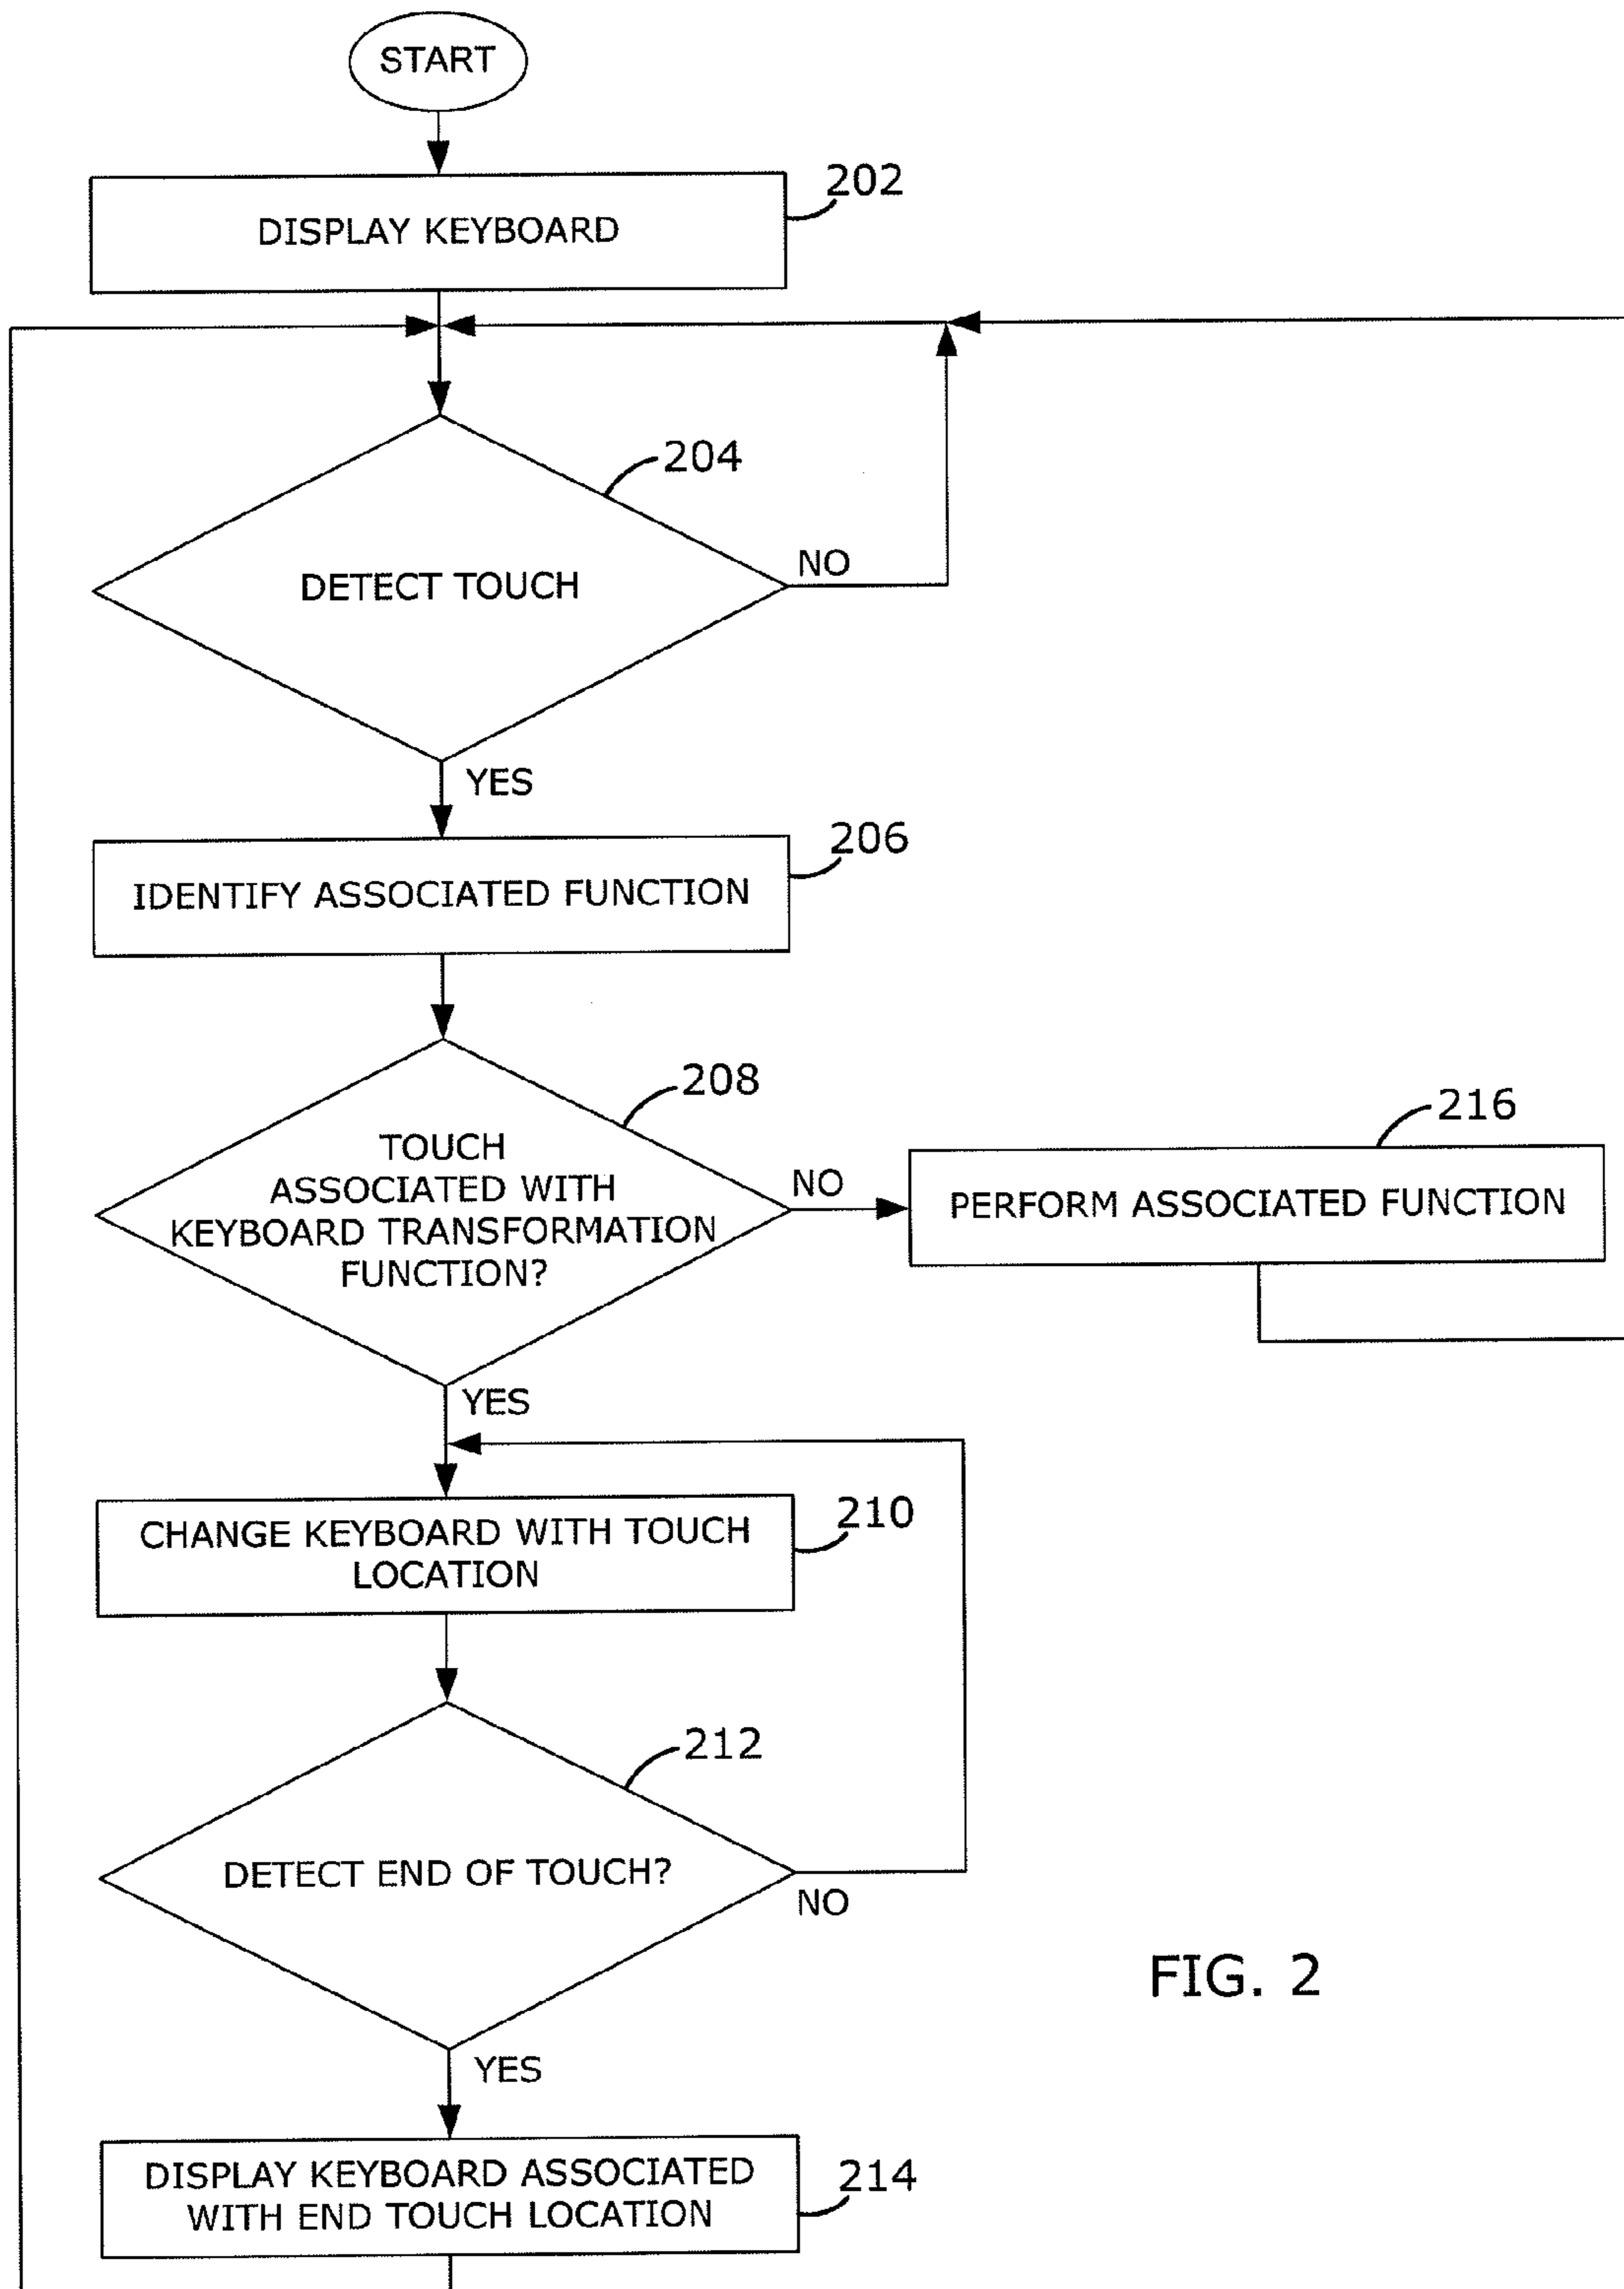 START
202
DISPLAY KEYBOARD
204
DETECT TOUCH
NO
YES
206
IDENTIFY ASSOCIATED FUNCTION
208
TOUCH
ASSOCIATED WITH
KEYBOARD TRANSFORMATION
FUNCTION?
NO
216
PERFORM ASSOCIATED FUNCTION
YES
210
CHANGE KEYBOARD WITH TOUCH
LOCATION
212
DETECT END OF TOUCH?
NO
YES
214
DISPLAY KEYBOARD ASSOCIATED
WITH END TOUCH LOCATION
FIG. 2